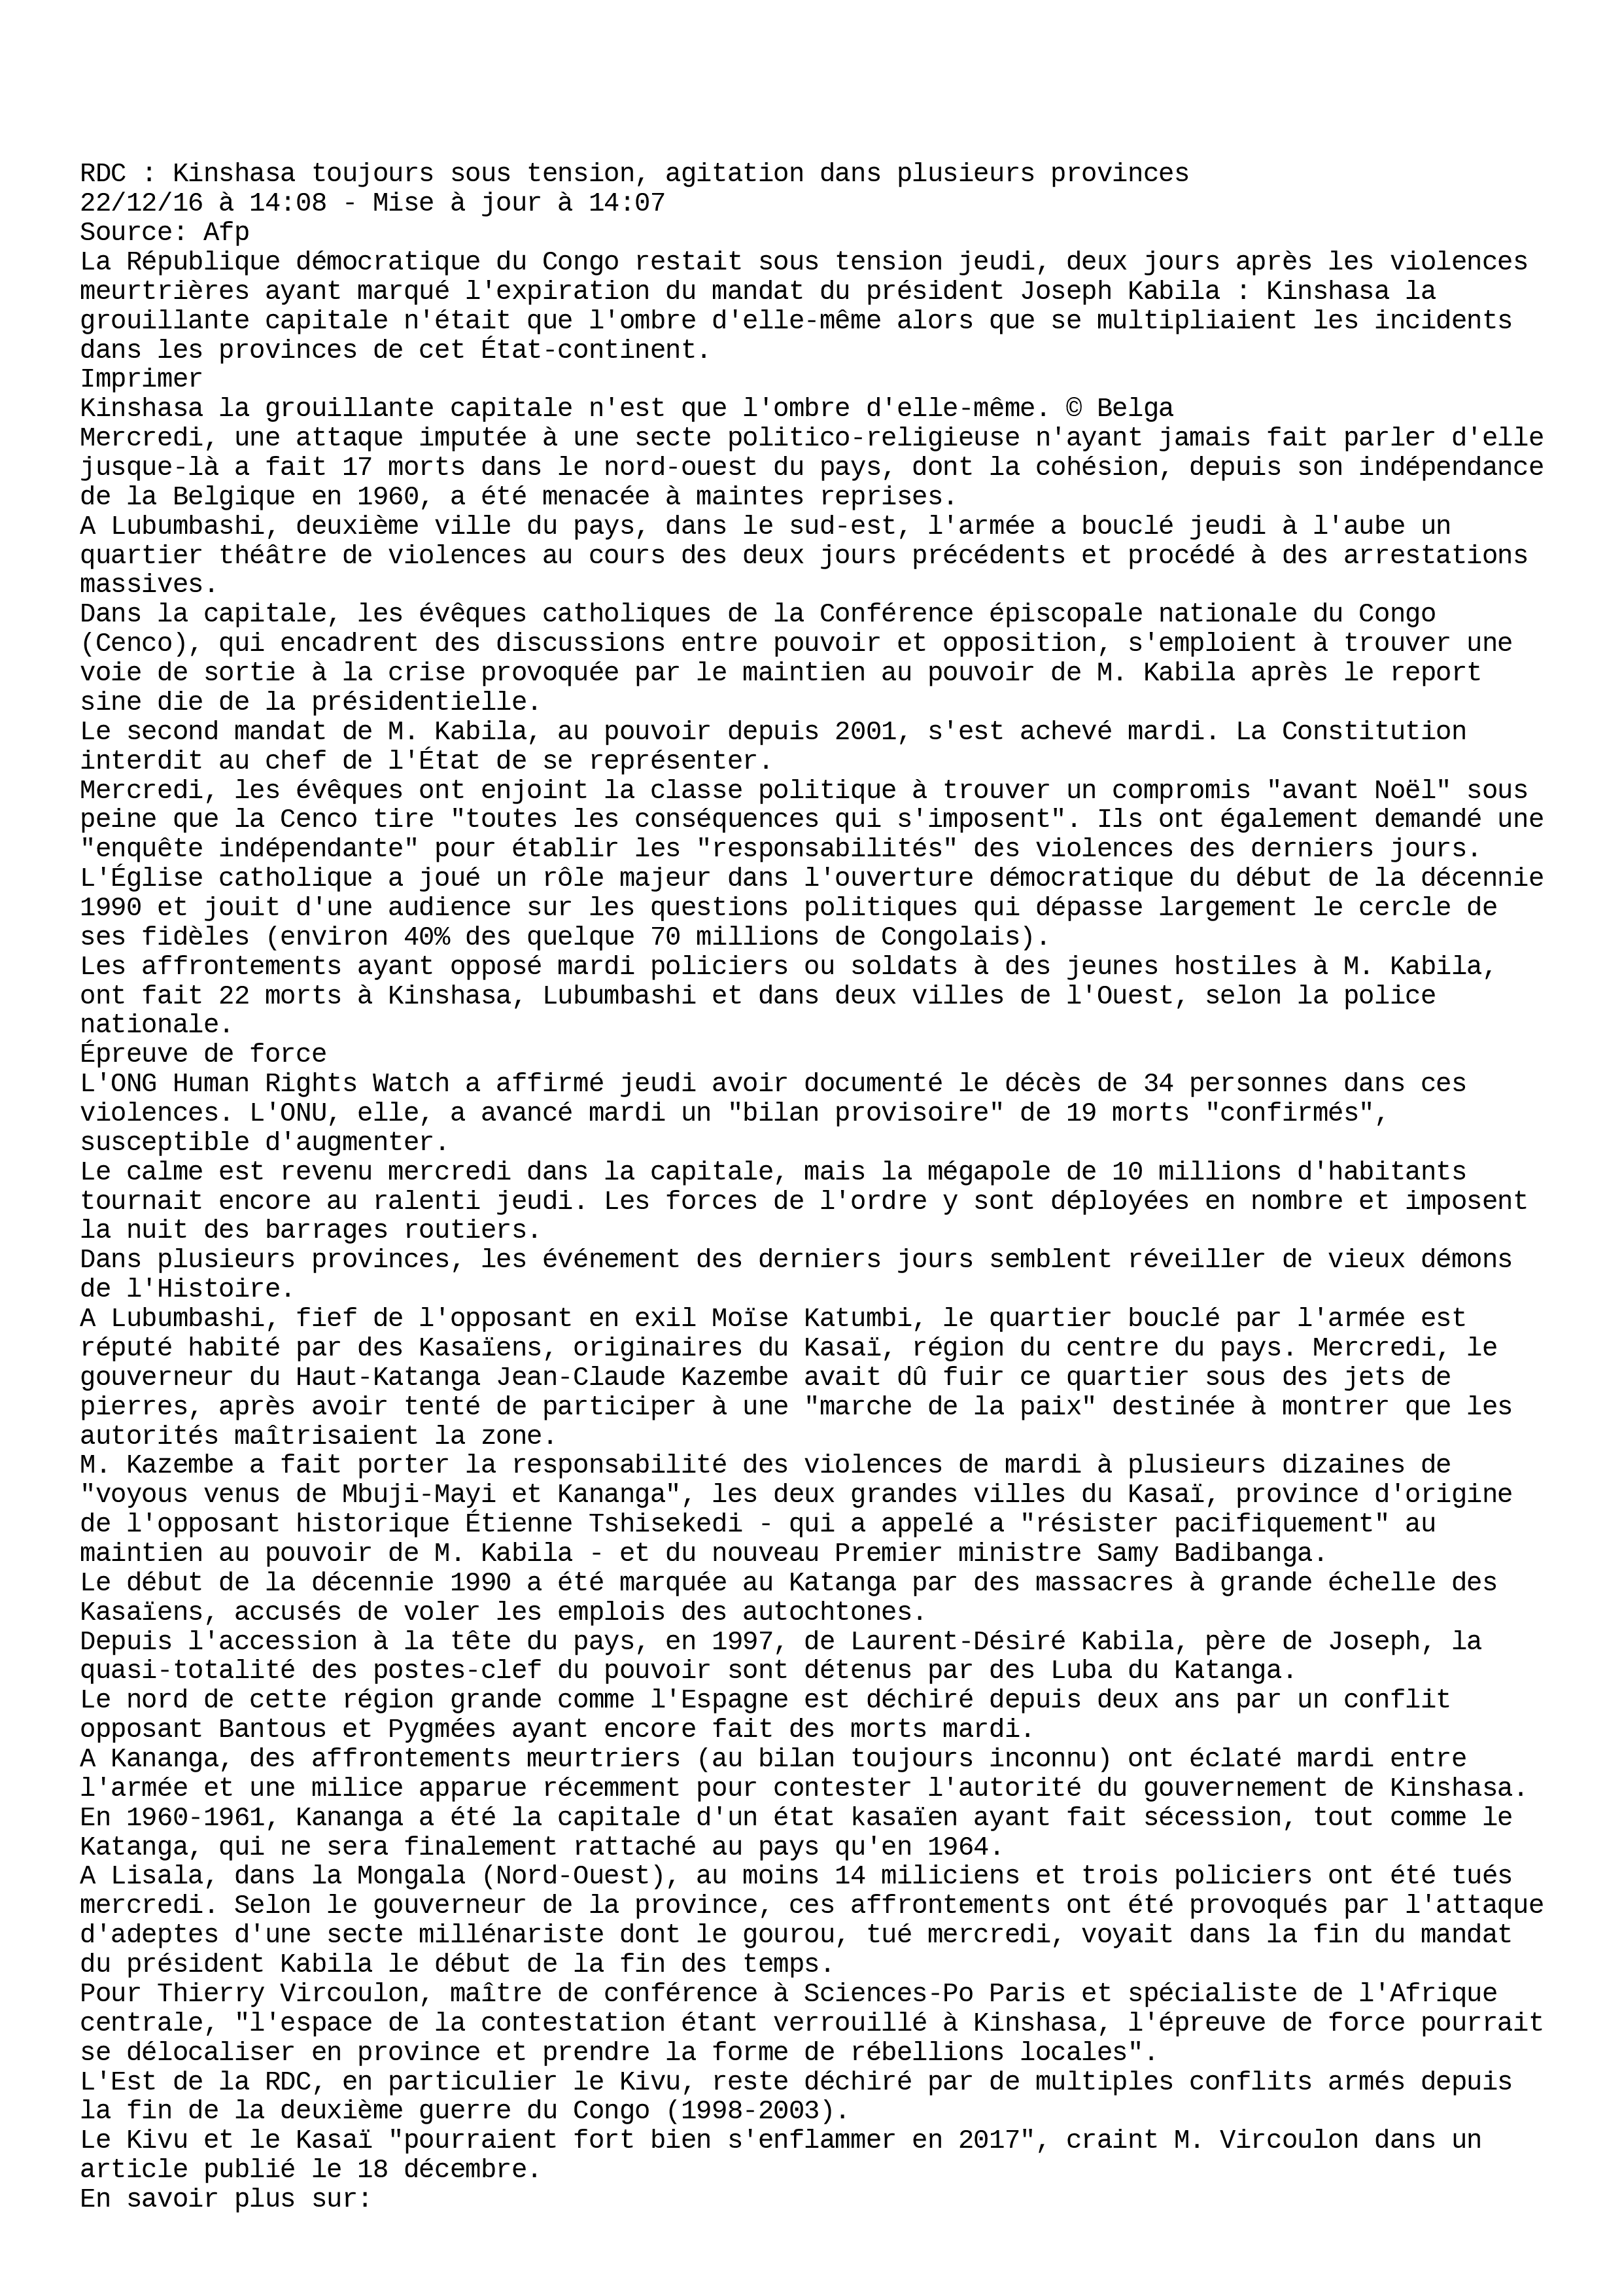 RDC : Kinshasa toujours sous tension, agitation dans plusieurs provinces
22/12/16 à 14:08 - Mise à jour à 14:07
Source: Afp
La République démocratique du Congo restait sous tension jeudi, deux jours après les violences
meurtrières ayant marqué l'expiration du mandat du président Joseph Kabila : Kinshasa la
grouillante capitale n'était que l'ombre d'elle-même alors que se multipliaient les incidents
dans les provinces de cet État-continent.
Imprimer
Kinshasa la grouillante capitale n'est que l'ombre d'elle-même. © Belga
Mercredi, une attaque imputée à une secte politico-religieuse n'ayant jamais fait parler d'elle
jusque-là a fait 17 morts dans le nord-ouest du pays, dont la cohésion, depuis son indépendance
de la Belgique en 1960, a été menacée à maintes reprises.
A Lubumbashi, deuxième ville du pays, dans le sud-est, l'armée a bouclé jeudi à l'aube un
quartier théâtre de violences au cours des deux jours précédents et procédé à des arrestations
massives.
Dans la capitale, les évêques catholiques de la Conférence épiscopale nationale du Congo
(Cenco), qui encadrent des discussions entre pouvoir et opposition, s'emploient à trouver une
voie de sortie à la crise provoquée par le maintien au pouvoir de M. Kabila après le report
sine die de la présidentielle.
Le second mandat de M. Kabila, au pouvoir depuis 2001, s'est achevé mardi. La Constitution
interdit au chef de l'État de se représenter.
Mercredi, les évêques ont enjoint la classe politique à trouver un compromis "avant Noël" sous
peine que la Cenco tire "toutes les conséquences qui s'imposent". Ils ont également demandé une
"enquête indépendante" pour établir les "responsabilités" des violences des derniers jours.
L'Église catholique a joué un rôle majeur dans l'ouverture démocratique du début de la décennie
1990 et jouit d'une audience sur les questions politiques qui dépasse largement le cercle de
ses fidèles (environ 40% des quelque 70 millions de Congolais).
Les affrontements ayant opposé mardi policiers ou soldats à des jeunes hostiles à M. Kabila,
ont fait 22 morts à Kinshasa, Lubumbashi et dans deux villes de l'Ouest, selon la police
nationale.
Épreuve de force
L'ONG Human Rights Watch a affirmé jeudi avoir documenté le décès de 34 personnes dans ces
violences. L'ONU, elle, a avancé mardi un "bilan provisoire" de 19 morts "confirmés",
susceptible d'augmenter.
Le calme est revenu mercredi dans la capitale, mais la mégapole de 10 millions d'habitants
tournait encore au ralenti jeudi. Les forces de l'ordre y sont déployées en nombre et imposent
la nuit des barrages routiers.
Dans plusieurs provinces, les événement des derniers jours semblent réveiller de vieux démons
de l'Histoire.
A Lubumbashi, fief de l'opposant en exil Moïse Katumbi, le quartier bouclé par l'armée est
réputé habité par des Kasaïens, originaires du Kasaï, région du centre du pays. Mercredi, le
gouverneur du Haut-Katanga Jean-Claude Kazembe avait dû fuir ce quartier sous des jets de
pierres, après avoir tenté de participer à une "marche de la paix" destinée à montrer que les
autorités maîtrisaient la zone.
M. Kazembe a fait porter la responsabilité des violences de mardi à plusieurs dizaines de
"voyous venus de Mbuji-Mayi et Kananga", les deux grandes villes du Kasaï, province d'origine
de l'opposant historique Étienne Tshisekedi - qui a appelé a "résister pacifiquement" au
maintien au pouvoir de M. Kabila - et du nouveau Premier ministre Samy Badibanga.
Le début de la décennie 1990 a été marquée au Katanga par des massacres à grande échelle des
Kasaïens, accusés de voler les emplois des autochtones.
Depuis l'accession à la tête du pays, en 1997, de Laurent-Désiré Kabila, père de Joseph, la
quasi-totalité des postes-clef du pouvoir sont détenus par des Luba du Katanga.
Le nord de cette région grande comme l'Espagne est déchiré depuis deux ans par un conflit
opposant Bantous et Pygmées ayant encore fait des morts mardi.
A Kananga, des affrontements meurtriers (au bilan toujours inconnu) ont éclaté mardi entre
l'armée et une milice apparue récemment pour contester l'autorité du gouvernement de Kinshasa.
En 1960-1961, Kananga a été la capitale d'un état kasaïen ayant fait sécession, tout comme le
Katanga, qui ne sera finalement rattaché au pays qu'en 1964.
A Lisala, dans la Mongala (Nord-Ouest), au moins 14 miliciens et trois policiers ont été tués
mercredi. Selon le gouverneur de la province, ces affrontements ont été provoqués par l'attaque
d'adeptes d'une secte millénariste dont le gourou, tué mercredi, voyait dans la fin du mandat
du président Kabila le début de la fin des temps.
Pour Thierry Vircoulon, maître de conférence à Sciences-Po Paris et spécialiste de l'Afrique
centrale, "l'espace de la contestation étant verrouillé à Kinshasa, l'épreuve de force pourrait
se délocaliser en province et prendre la forme de rébellions locales".
L'Est de la RDC, en particulier le Kivu, reste déchiré par de multiples conflits armés depuis
la fin de la deuxième guerre du Congo (1998-2003).
Le Kivu et le Kasaï "pourraient fort bien s'enflammer en 2017", craint M. Vircoulon dans un
article publié le 18 décembre.
En savoir plus sur: